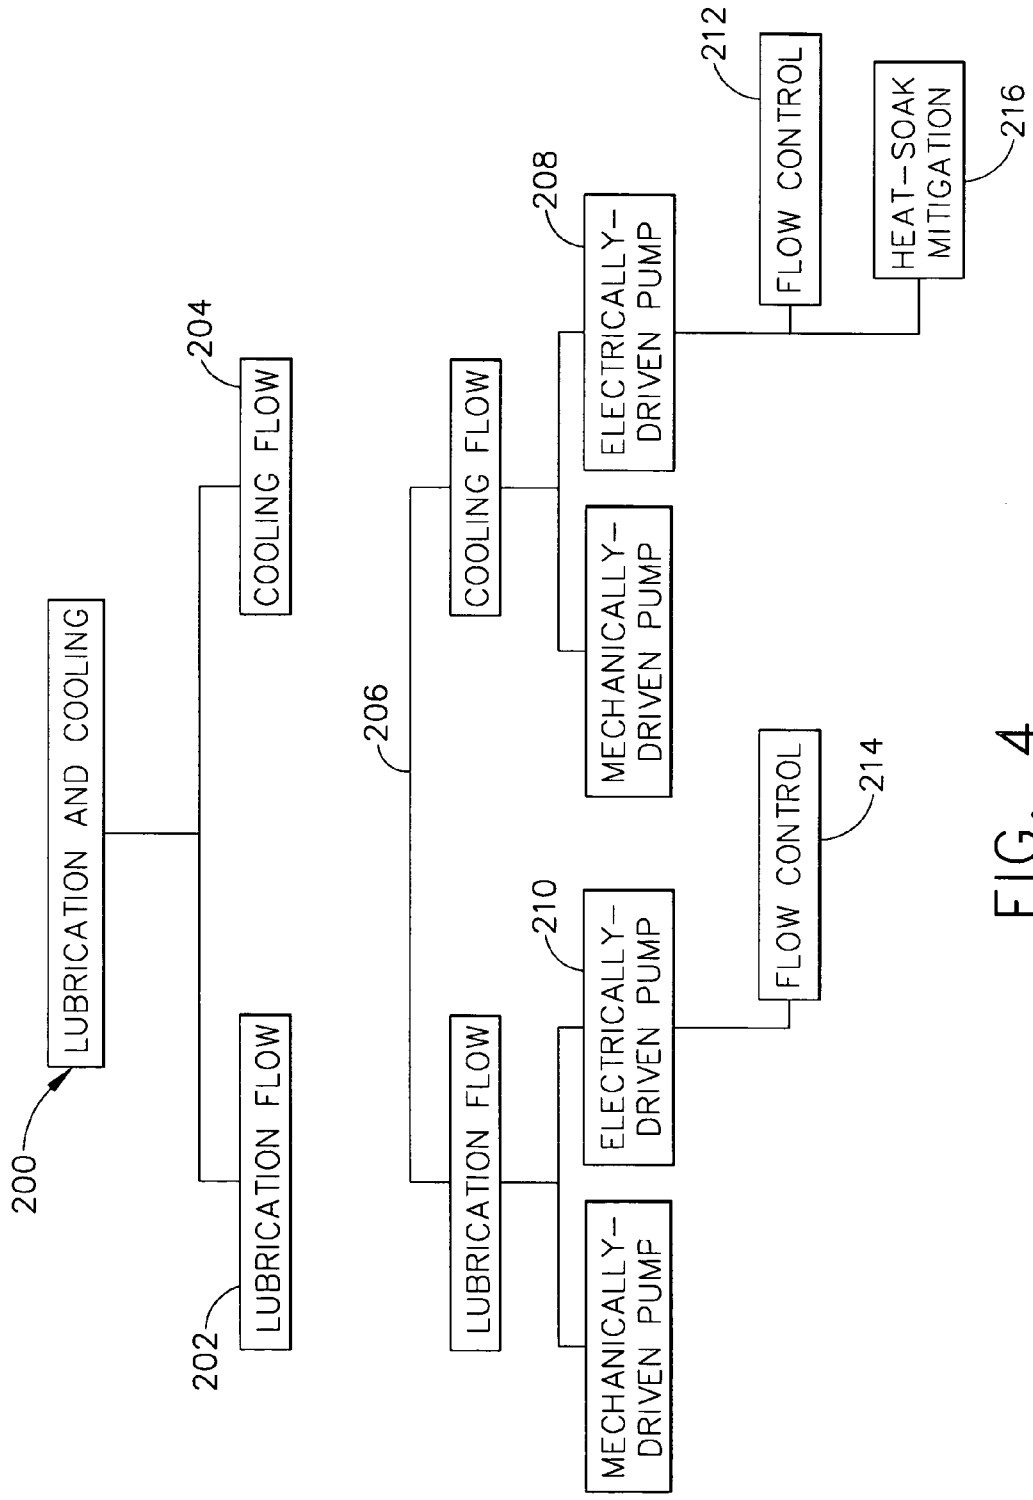 200
LUBRICATION AND COOLING
202
LUBRICATION FLOW
204
COOLING FLOW
206
LUBRICATION FLOW
COOLING FLOW
210
208
MECHANICALLY–
DRIVEN PUMP
ELECTRICALLY–
DRIVEN PUMP
MECHANICALLY–
DRIVEN PUMP
ELECTRICALLY–
DRIVEN PUMP
212
FLOW CONTROL
FLOW CONTROL
214
HEAT–SOAK
MITIGATION
216
FIG. 4